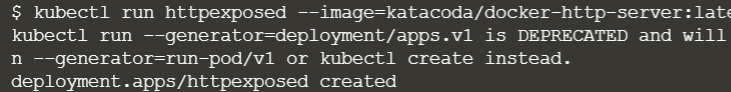 $ kubectl run httpexposed --image=katacoda/docker-http-server:late
kubectl run --generator=deployment/apps.v1 is DEPRECATED and will
n --generator=run-pod/v1 or kubectl create instead.
deployment.apps/httpexposed created